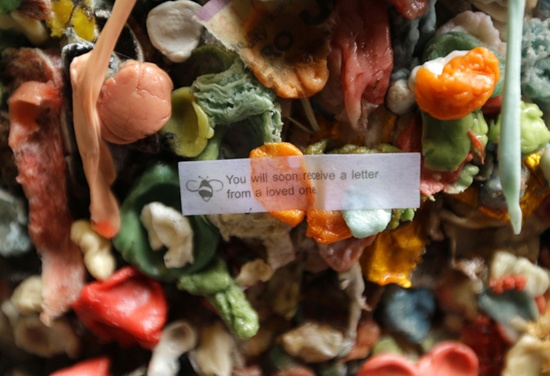 You will soon receive a letter
from a loved one